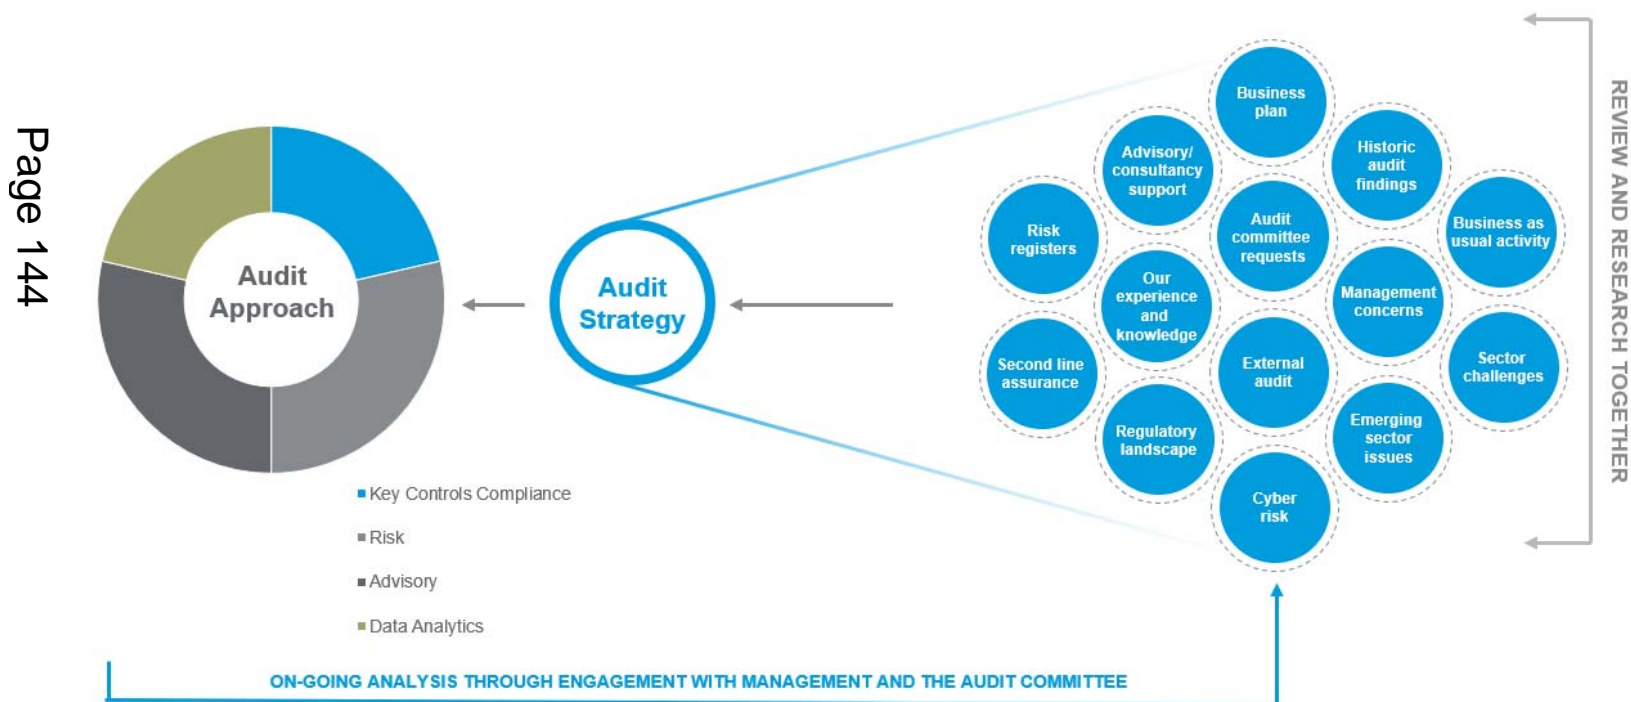 Page 144
Audit
Approach
Key Controls Compliance
Risk
Advisory
Data Analytics
Audit
Strategy
Business
plan
Advisory/
consultancy
support
Historic
audit
findings
Risk
registers
Audit
committee
requests
Business as
usual activity
Our
experience
and
knowledge
Management
concerns
Second line
assurance
External
audit
Sector
challenges
Regulatory
landscape
Emerging
sector
issues
Cyber
risk
REVIEW AND RESEARCH TOGETHER
ON-GOING ANALYSIS THROUGH ENGAGEMENT WITH MANAGEMENT AND THE AUDIT COMMITTEE